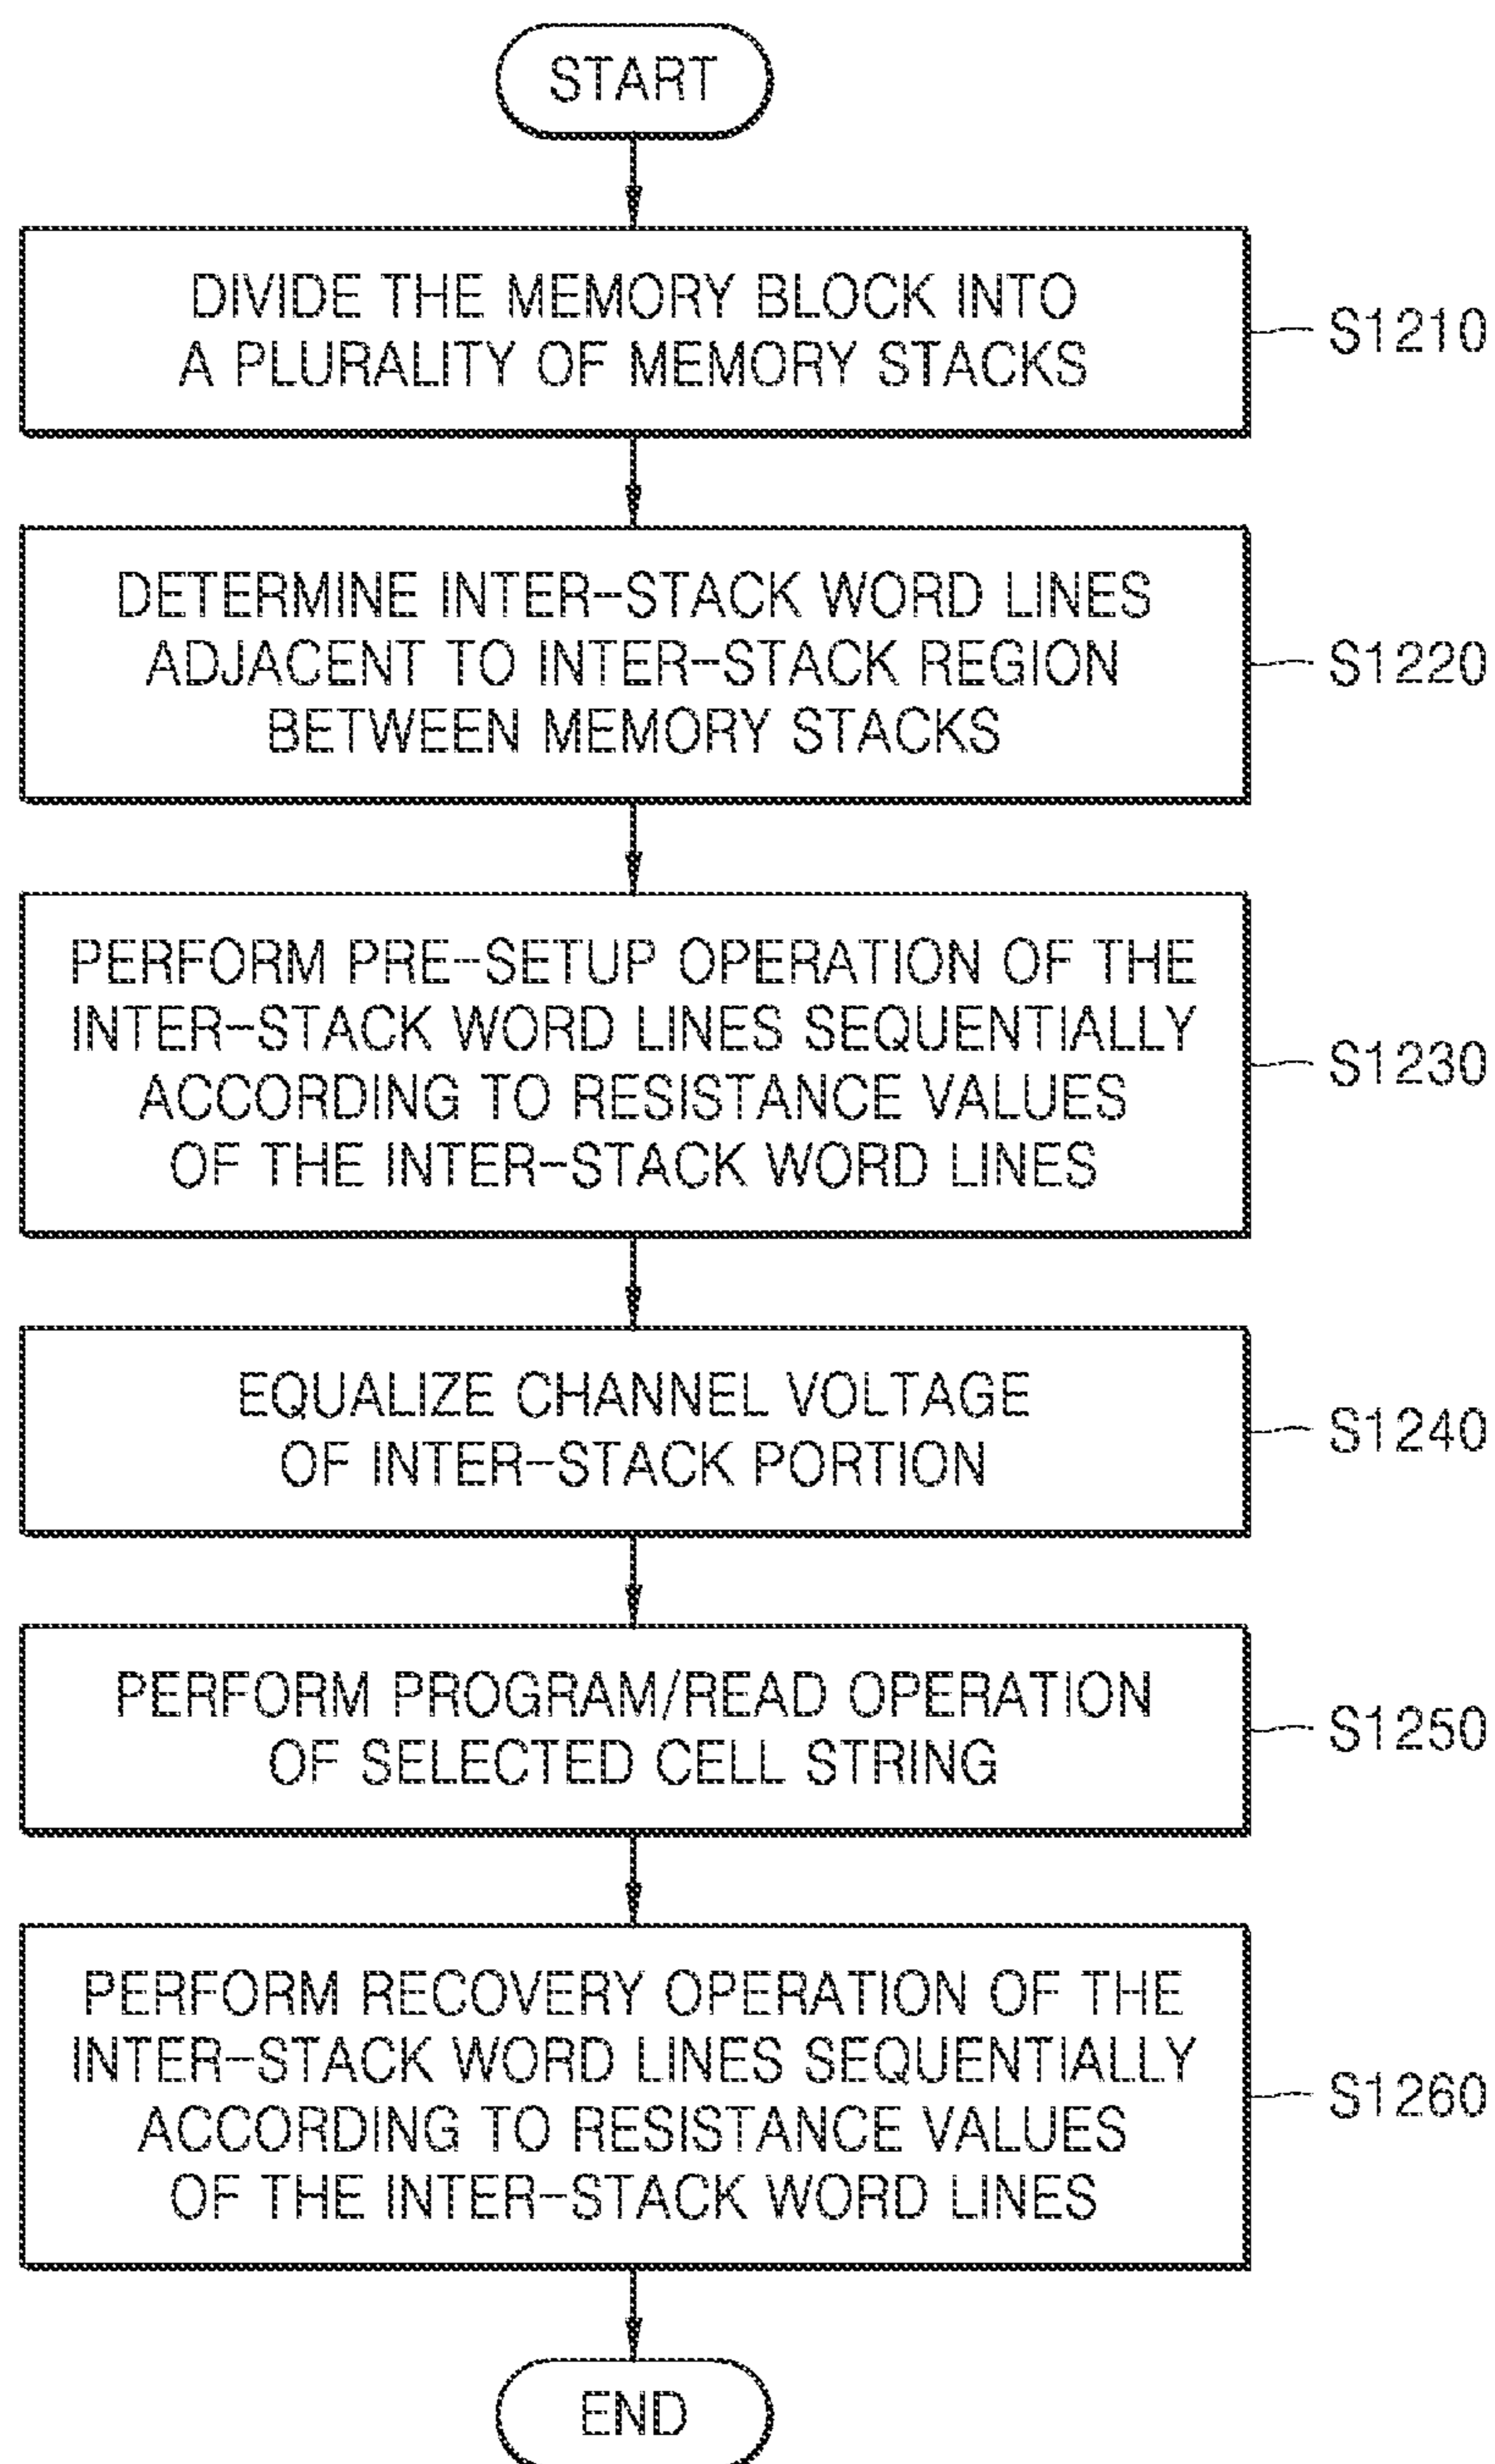 START
DIVIDE THE MEMORY BLOCK INTO
A PLURALITY OF MEMORY STACKS
S1210
DETERMINE INTER-STACK WORD LINES
ADJACENT TO INTER-STACK REGION
BETWEEN MEMORY STACKS
S1220
PERFORM PRE-SETUP OPERATION OF THE
INTER-STACK WORD LINES SEQUENTIALLY
ACCORDING TO RESISTANCE VALUES
OF THE INTER-STACK WORD LINES
S1230
EQUALIZE CHANNEL VOLTAGE
OF INTER-STACK PORTION
S1240
PERFORM PROGRAM/READ OPERATION
OF SELECTED CELL STRING
S1250
PERFORM RECOVERY OPERATION OF THE
INTER-STACK WORD LINES SEQUENTIALLY
ACCORDING TO RESISTANCE VALUES
OF THE INTER-STACK WORD LINES
S1260
END